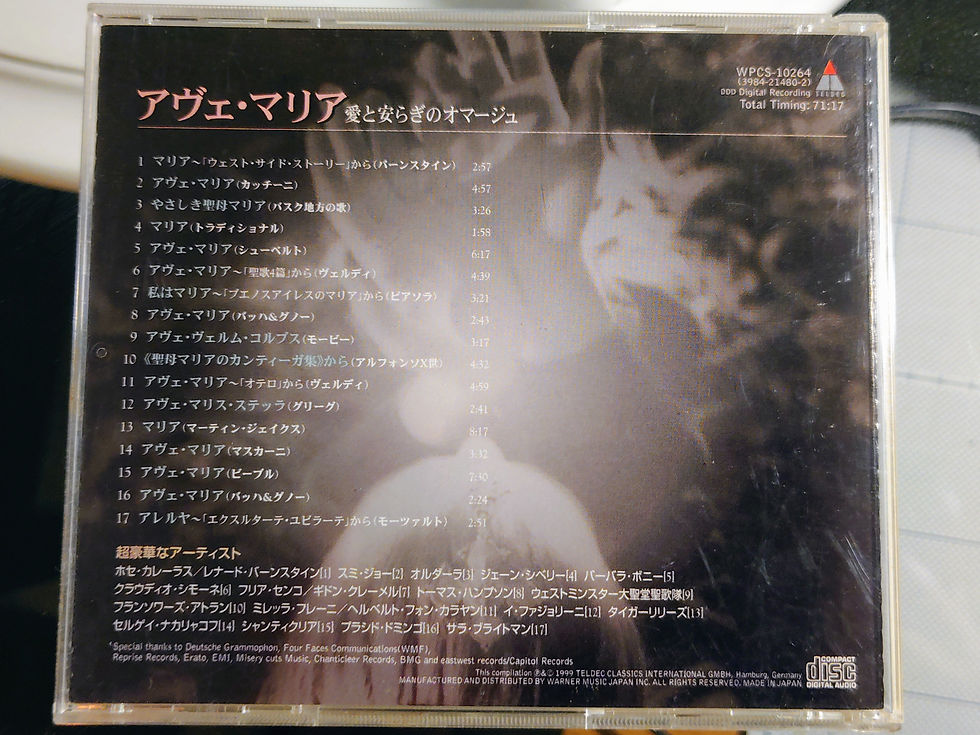 WPCS-10264
(3984-21480-2)
DDD Digital Recording TELDEC
Total Timing: 71:17
アヴェ・マリア 愛と安らぎのオマージュ
1 マリア〜「ウェスト・サイド・ストーリー」から(バーンスタイン) 2:57
2 アヴェ・マリア(カッチーニ) 4:57
3 やさしき聖母マリア(バスク地方の歌) 3:26
4 マリア(トラディショナル) 1:58
5 アヴェ・マリア(シューベルト) 6:17
6 アヴェ・マリア〜「聖歌4篇」から(ヴェルディ) 4:39
7 私はマリア〜「ブエノスアイレスのマリア」から(ピアソラ) 3:21
8 アヴェ・マリア(バッハ&グノー) 2:43
9 アヴェ・ヴェルム・コルプス(モービー) 3:17
10 《聖母マリアのカンティーガ集》から(アルフォンソX世) 4:32
11 アヴェ・マリア〜「オテロ」から(ヴェルディ) 4:59
12 アヴェ・マリス・ステッラ(グリーグ) 2:41
13 マリア(マーティン・ジェイクス) 8:17
14 アヴェ・マリア(マスカーニ) 3:32
15 アヴェ・マリア(ビーブル) 7:30
16 アヴェ・マリア(バッハ&グノー) 2:24
17 アレルヤ〜「エクスルターテ・ユビラーテ」から(モーツァルト) 2:51
超豪華なアーティスト
ホセ・カレーラス/レナード・バーンスタイン[1] スミ・ジョー[2] オルダーラ[3] ジェーン・シベリー[4] バーバラ・ボニー[5]
クラウディオ・シモーネ[6] フリア・センコ/ギドン・クレーメル[7] トーマス・ハンプソン[8] ウェストミンスター大聖堂聖歌隊[9]
フランソワーズ・アトラン[10] ミレッラ・フレーニ/ヘルベルト・フォン・カラヤン[11] イ・ファジョリーニ[12] タイガーリリーズ[13]
セルゲイ・ナカリャコフ[14] シャンティクリア[15] プラシド・ドミンゴ[16] サラ・ブライトマン[17]
*Special thanks to Deutsche Grammophon, Four Faces Communications(WMF),
Reprise Records, Erato, EMI, Misery cuts Music, Chanticleer Records, BMG and eastwest records/Capitol Records
This compilation ℗&© 1999 TELDEC CLASSICS INTERNATIONAL GMBH, Hamburg, Germany
MANUFACTURED AND DISTRIBUTED BY WARNER MUSIC JAPAN INC. ALL RIGHTS RESERVED. MADE IN JAPAN
COMPACT
disc
DIGITAL AUDIO